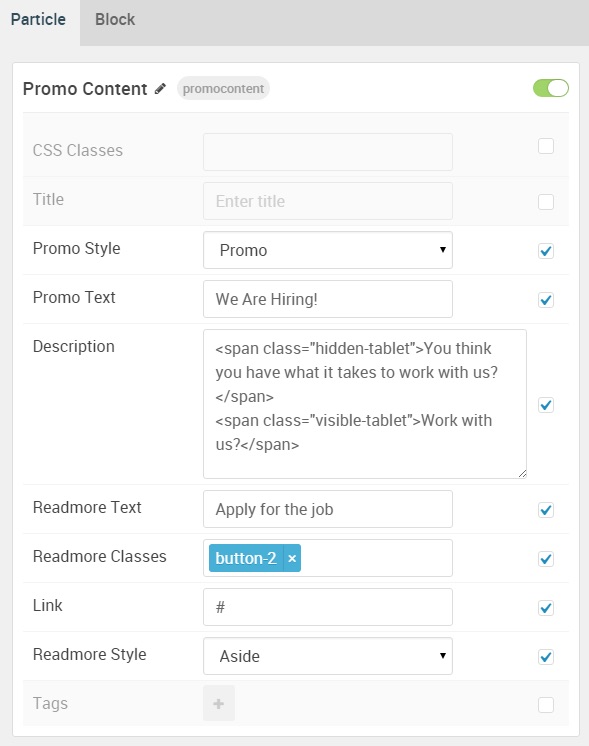 Particle Block
Promo Content promocontent
CSS Classes
Title Enter title
Promo Style Promo
Promo Text We Are Hiring!
Description <span class="hidden-tablet">You think
you have what it takes to work with us?
</span>
<span class="visible-tablet">Work with
us?</span>
Readmore Text Apply for the job
Readmore Classes button-2 ×
Link #
Readmore Style Aside
Tags +